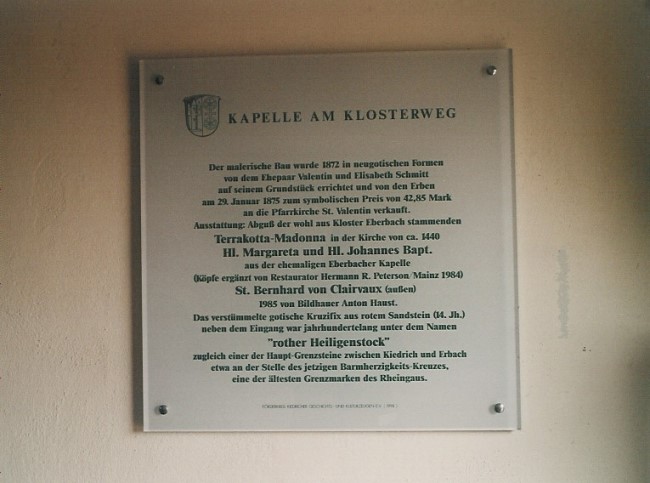 KAPELLE AM KLOSTERWEG
Der malerische Bau wurde 1872 in neugotischen Formen
von dem Ehepaar Valentin und Elisabeth Schmitt
auf seinem Grundstück errichtet und von den Erben
am 29. Januar 1875 zum symbolischen Preis von 42,85 Mark
an die Pfarrkirche St. Valentin verkauft.
Ausstattung: Abguß der wohl aus Kloster Eberbach stammenden
Terrakotta-Madonna in der Kirche von ca. 1440
Hl. Margareta und Hl. Johannes Bapt.
aus der ehemaligen Eberbacher Kapelle
(Köpfe ergänzt von Restaurator Hermann R. Peterson/Mainz 1984)
St. Bernhard von Clairvaux (außen)
1985 von Bildhauer Anton Haust.
Das verstümmelte gotische Kruzifix aus rotem Sandstein (14. Jh.)
neben dem Eingang war jahrhundertelang unter dem Namen
"rother Heiligenstock"
zugleich einer der Haupt-Grenzsteine zwischen Kiedrich und Erbach
etwa an der Stelle des jetzigen Barmherzigkeits-Kreuzes,
eine der ältesten Grenzmarken des Rheingaus.